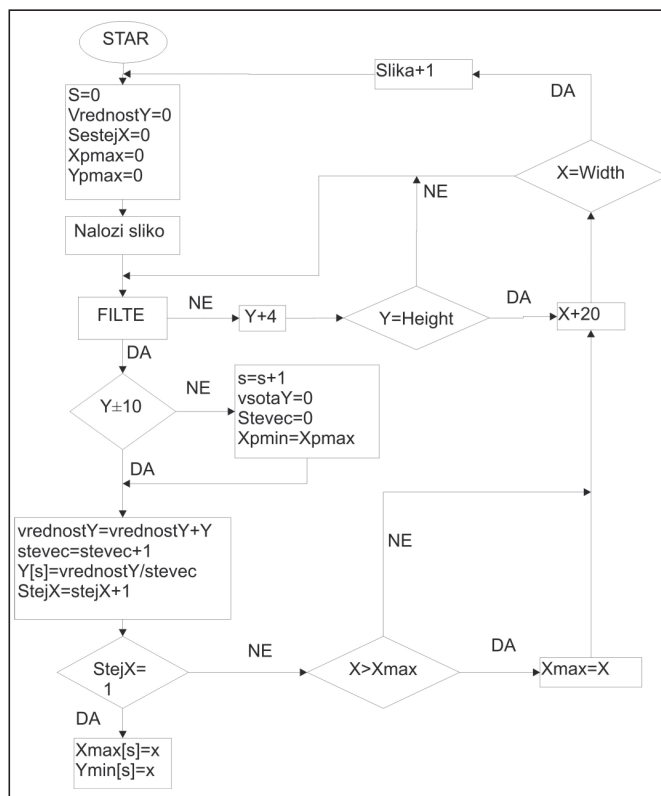 STAR
Slika+1
DA
S=0
VrednostY=0
SestejX=0
Xpmax=0
Ypmax=0
X=Width
NE
Nalozi sliko
FILTE
NE
Y+4
Y=Height
DA
X+20
DA
Y±10
NE
s=s+1
vsotaY=0
Stevec=0
Xpmin=Xpmax
DA
vrednostY=vrednostY+Y
stevec=stevec+1
Y[s]=vrednostY/stevec
StejX=stejX+1
NE
StejX=
1
NE
X>Xmax
DA
Xmax=X
DA
Xmax[s]=x
Ymin[s]=x